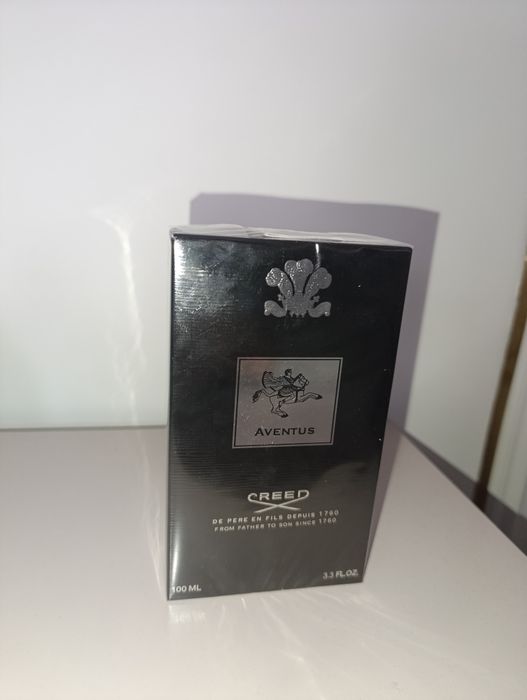 AVENTUS
CREED
DE PERE EN FILS DEPUIS 1760
FROM FATHER TO SON SINCE 1760
100 ML
3.3 FL.OZ.